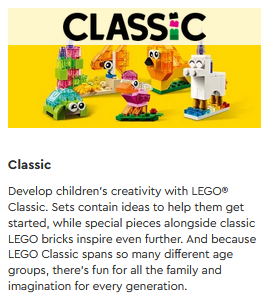 CLASSIC
Classic
Develop children's creativity with LEGO®
Classic. Sets contain ideas to help them get
started, while special pieces alongside classic
LEGO bricks inspire even further. And because
LEGO Classic spans so many different age
groups, there's fun for all the family and
imagination for every generation.